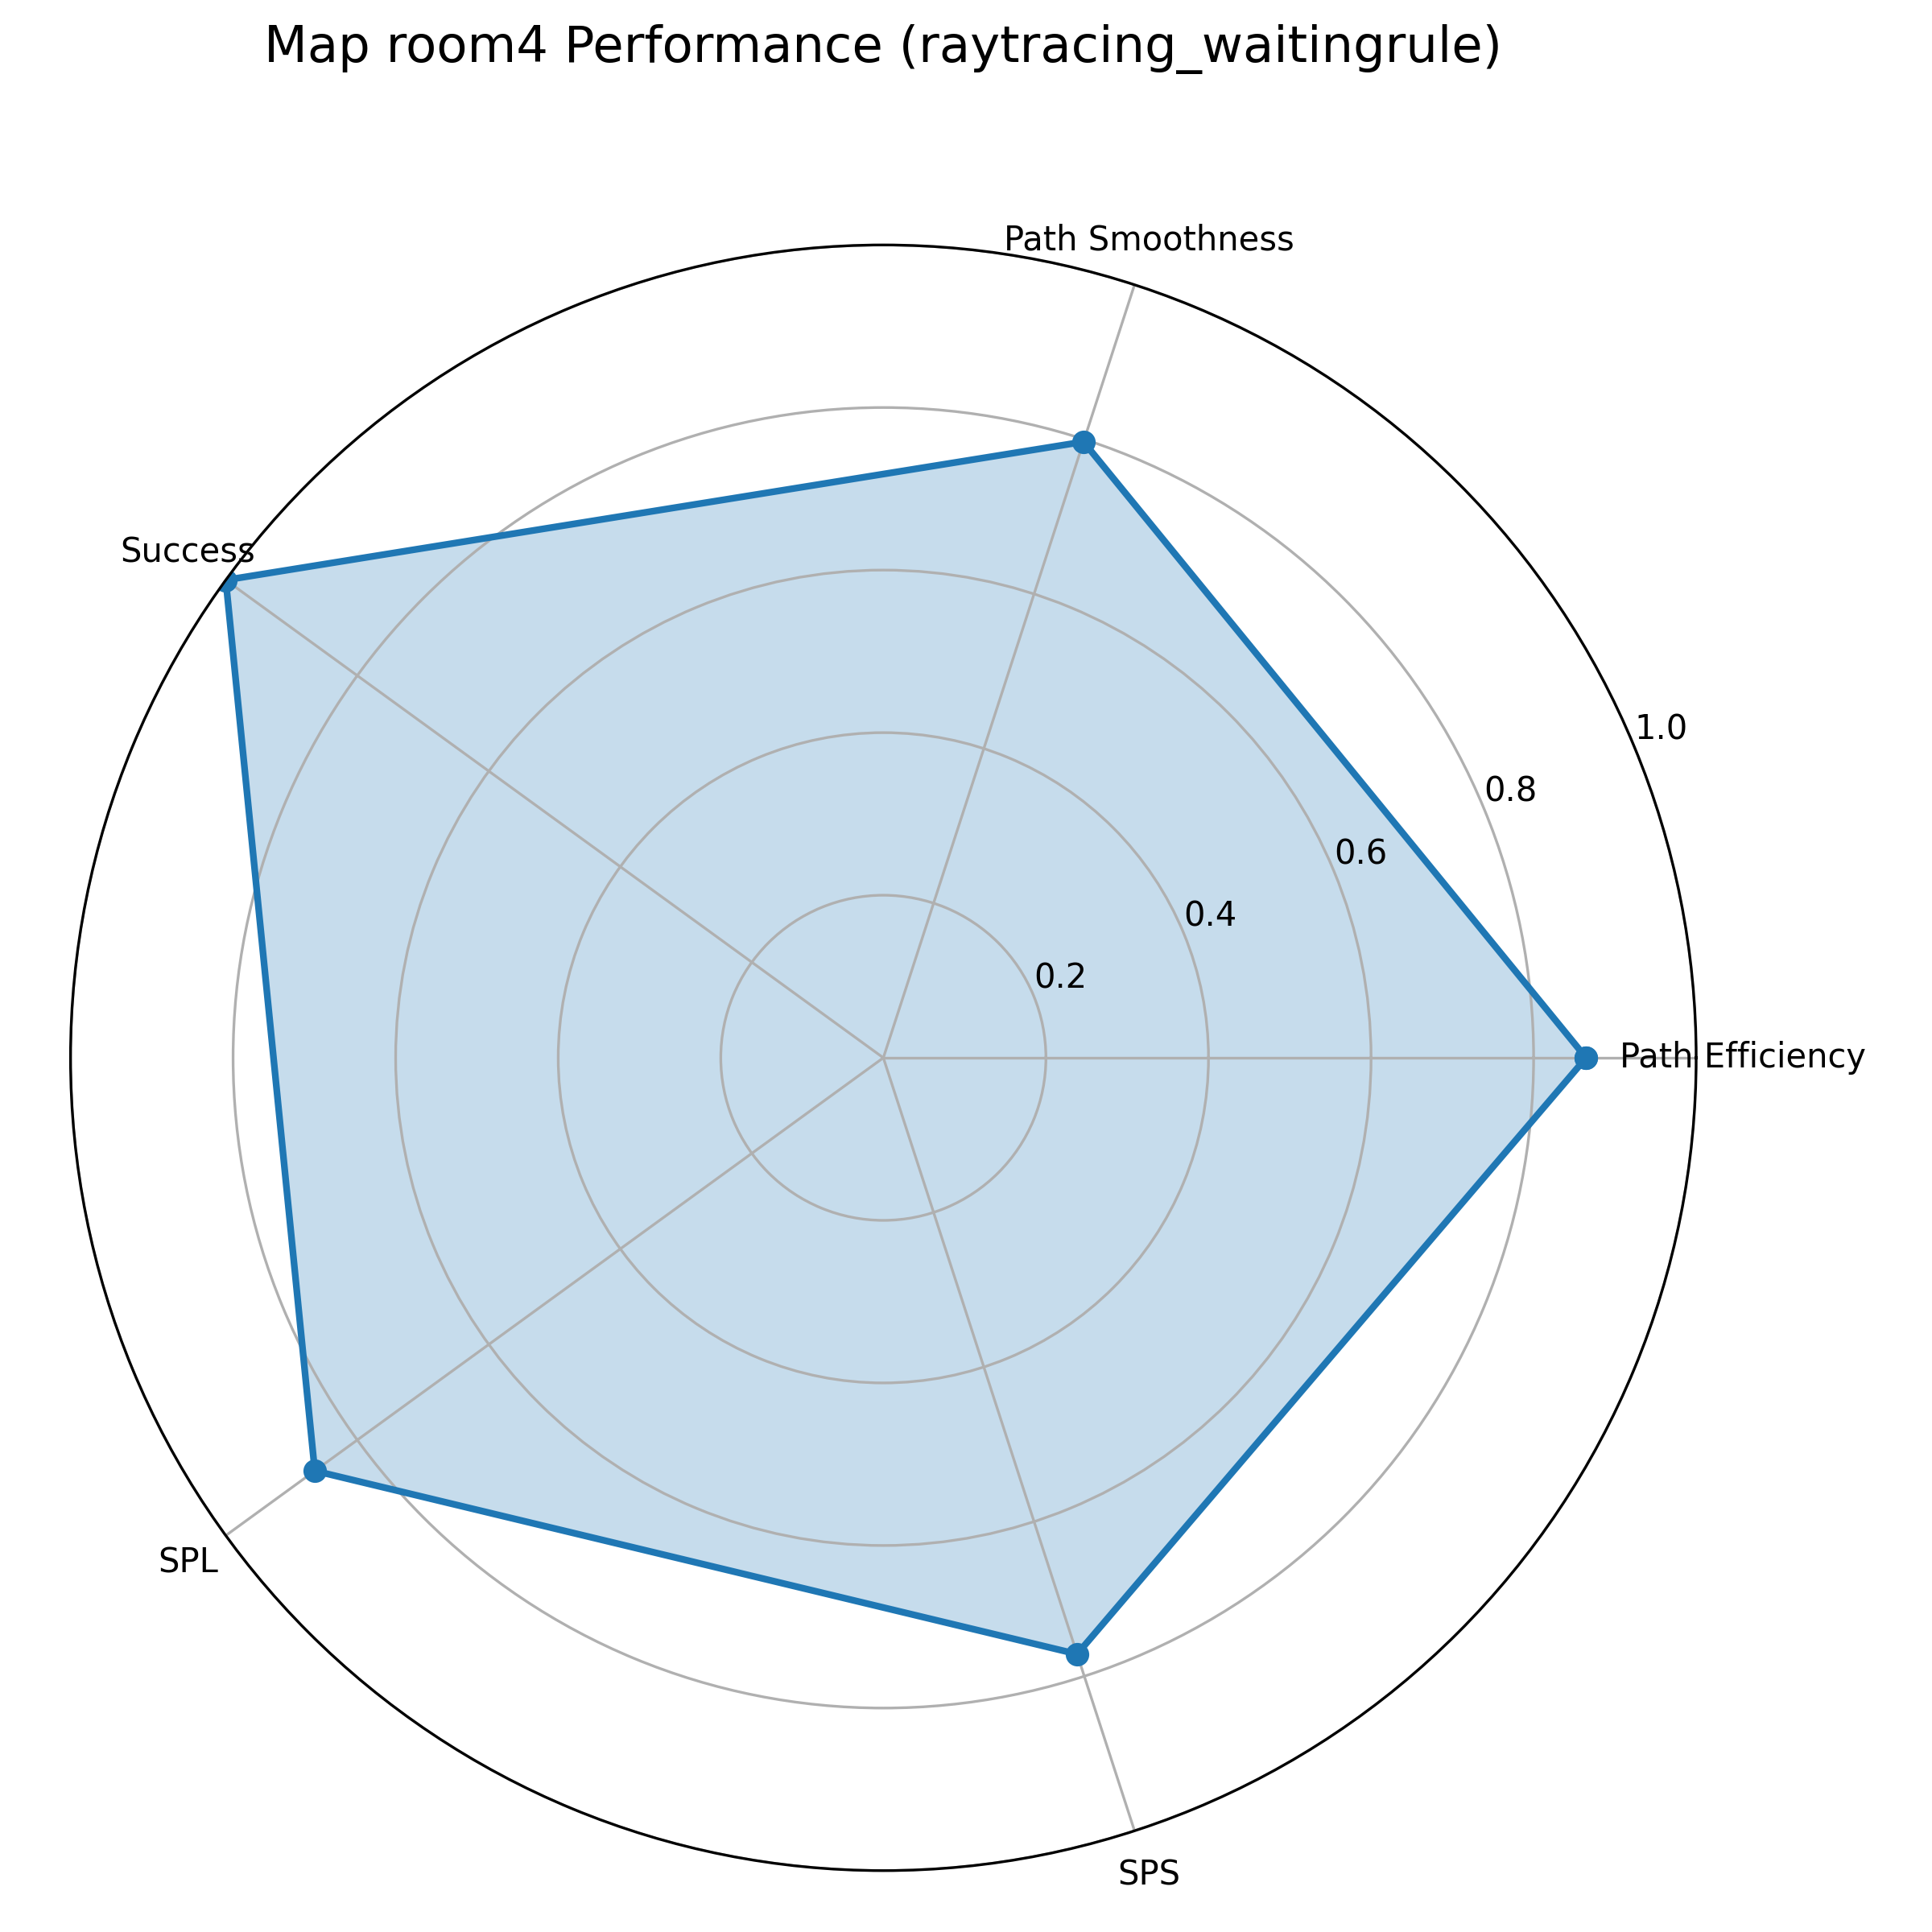 Map room4 Performance (raytracing_waitingrule)
Path Smoothness
Success
1.0
0.8
0.6
0.4
0.2
Path Efficiency
SPL
SPS